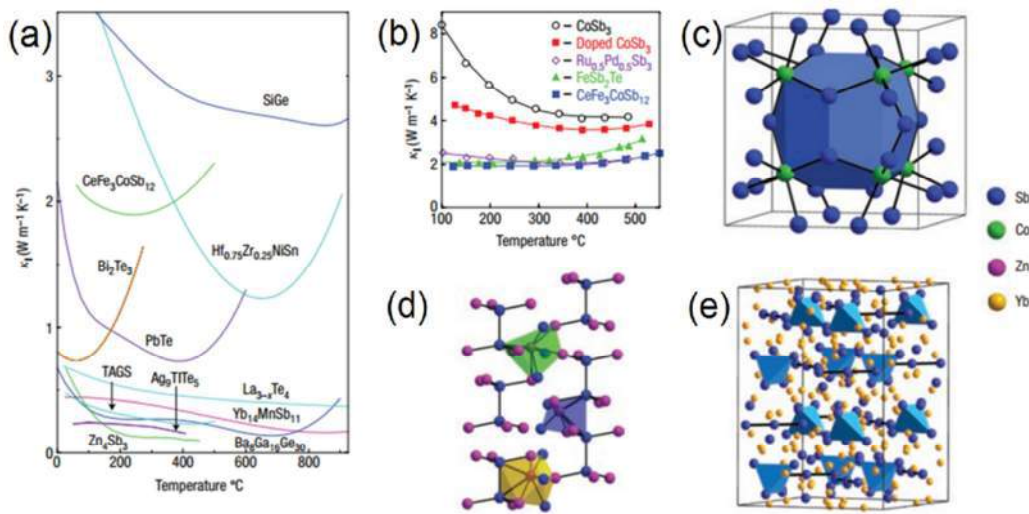 (a)
κₗ (W m⁻¹ K⁻¹)
3
2
1
0
SiGe
CeFe₃CoSb₁₂
Hf₀.₇₅Zr₀.₂₅NiSn
Bi₂Te₃
PbTe
TAGS
Ag₉TlTe₅
La₃₋ₓTe₄
Yb₁₄MnSb₁₁
Zn₄Sb₃
Ba₈Ga₁₆Ge₃₀
0 200 400 600 800
Temperature °C
(b)
κₗ (W m⁻¹ K⁻¹)
8
6
4
2
0
CoSb₃
Doped CoSb₃
Ru₀.₅Pd₀.₅Sb₃
FeSb₂Te
CeFe₃CoSb₁₂
100 200 300 400 500
Temperature °C
(c)
Sb
Co
Zn
Yb
(d)
(e)